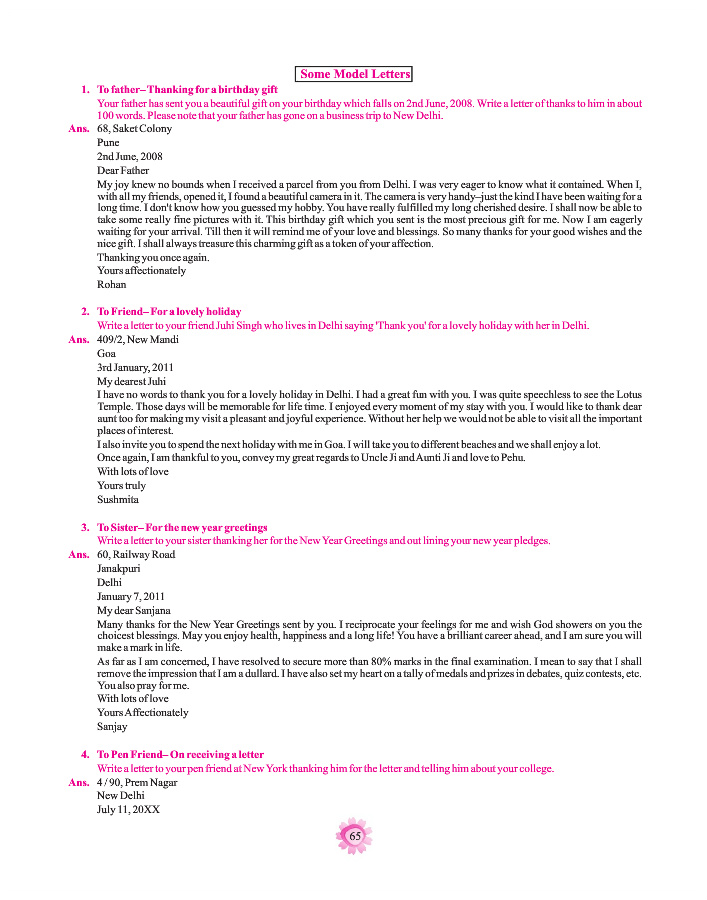 Some Model Letters
1. To father– Thanking for a birthday gift
Your father has sent you a beautiful gift on your birthday which falls on 2nd June, 2008. Write a letter of thanks to him in about
100 words. Please note that your father has gone on a business trip to New Delhi.
Ans. 68, Saket Colony
Pune
2nd June, 2008
Dear Father
My joy knew no bounds when I received a parcel from you from Delhi. I was very eager to know what it contained. When I,
with all my friends, opened it, I found a beautiful camera in it. The camera is very handy–just the kind I have been waiting for a
long time. I don't know how you guessed my hobby. You have really fulfilled my long cherished desire. I shall now be able to
take some really fine pictures with it. This birthday gift which you sent is the most precious gift for me. Now I am eagerly
waiting for your arrival. Till then it will remind me of your love and blessings. So many thanks for your good wishes and the
nice gift. I shall always treasure this charming gift as a token of your affection.
Thanking you once again.
Yours affectionately
Rohan
2. To Friend– For a lovely holiday
Write a letter to your friend Juhi Singh who lives in Delhi saying 'Thank you' for a lovely holiday with her in Delhi.
Ans. 409/2, New Mandi
Goa
3rd January, 2011
My dearest Juhi
I have no words to thank you for a lovely holiday in Delhi. I had a great fun with you. I was quite speechless to see the Lotus
Temple. Those days will be memorable for life time. I enjoyed every moment of my stay with you. I would like to thank dear
aunt too for making my visit a pleasant and joyful experience. Without her help we would not be able to visit all the important
places of interest.
I also invite you to spend the next holiday with me in Goa. I will take you to different beaches and we shall enjoy a lot.
Once again, I am thankful to you, convey my great regards to Uncle Ji and Aunti Ji and love to Pehu.
With lots of love
Yours truly
Sushmita
3. To Sister– For the new year greetings
Write a letter to your sister thanking her for the New Year Greetings and out lining your new year pledges.
Ans. 60, Railway Road
Janakpuri
Delhi
January 7, 2011
My dear Sanjana
Many thanks for the New Year Greetings sent by you. I reciprocate your feelings for me and wish God showers on you the
choicest blessings. May you enjoy health, happiness and a long life! You have a brilliant career ahead, and I am sure you will
make a mark in life.
As far as I am concerned, I have resolved to secure more than 80% marks in the final examination. I mean to say that I shall
remove the impression that I am a dullard. I have also set my heart on a tally of medals and prizes in debates, quiz contests, etc.
You also pray for me.
With lots of love
Yours Affectionately
Sanjay
4. To Pen Friend– On receiving a letter
Write a letter to your pen friend at New York thanking him for the letter and telling him about your college.
Ans. 4 / 90, Prem Nagar
New Delhi
July 11, 20XX
65